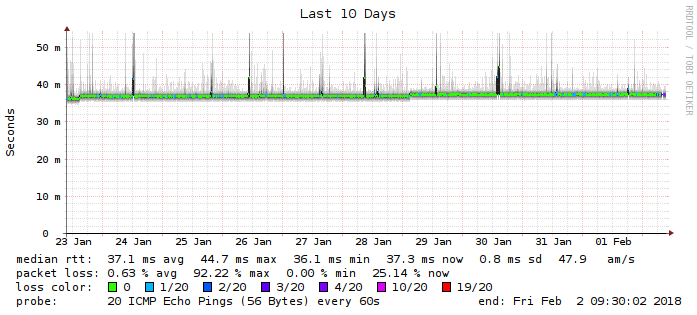 Last 10 Days
RRDTOOL / TOBI OETIKER
Seconds
50 m
40 m
30 m
20 m
10 m
0
23 Jan 24 Jan 25 Jan 26 Jan 27 Jan 28 Jan 29 Jan 30 Jan 31 Jan 01 Feb
median rtt: 37.1 ms avg 44.7 ms max 36.1 ms min 37.3 ms now 0.8 ms sd 47.9 am/s
packet loss: 0.63 % avg 92.22 % max 0.00 % min 25.14 % now
loss color: 0 1/20 2/20 3/20 4/20 10/20 19/20
probe: 20 ICMP Echo Pings (56 Bytes) every 60s end: Fri Feb 2 09:30:02 2018